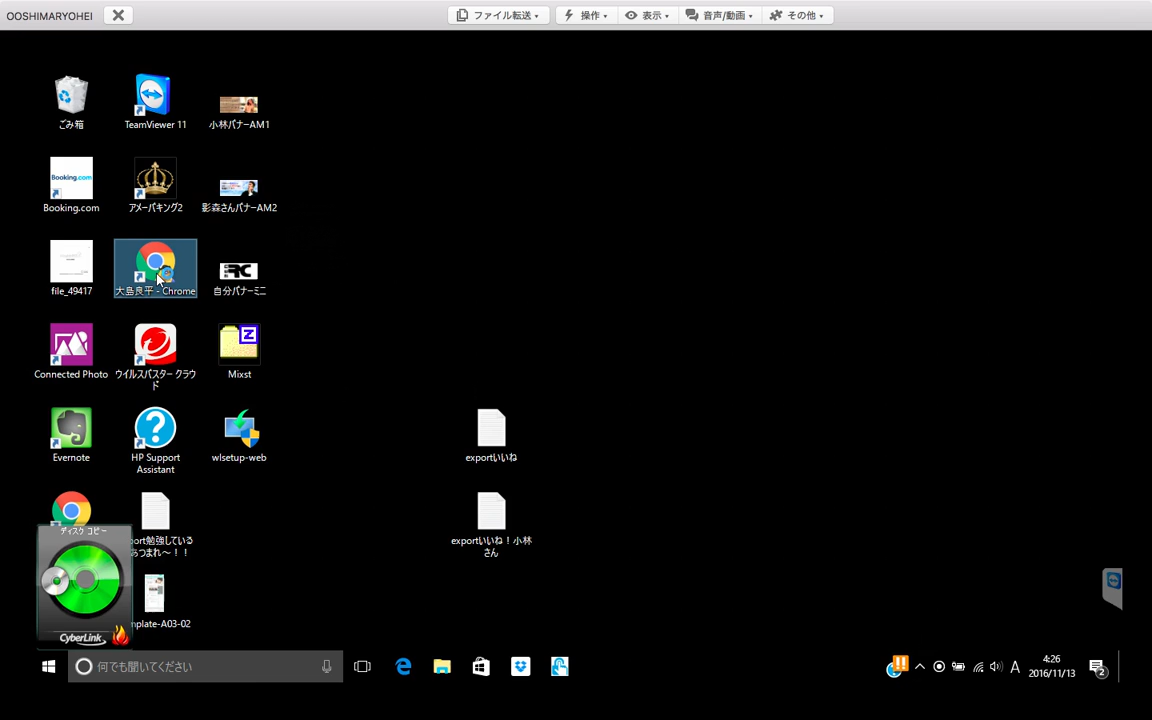 OOSHIMARYOHEI
ファイル転送
操作
表示
音声/動画
その他
ごみ箱
TeamViewer 11
小林バナーAM1
Booking.com
Booking.com
アメーバキング2
影森さんバナーAM2
file_49417
大島良平 - Chrome
RC
自分バナーミニ
Connected Photo
ウイルスバスター クラウ
ド
Z
Mixst
Evernote
HP Support
Assistant
wlsetup-web
exportいいね
ort勉強している
あつまれ~！！
exportいいね！小林
さん
ディスク コピー
CyberLink
mplate-A03-02
何でも聞いてください
A
4:26
2016/11/13
2